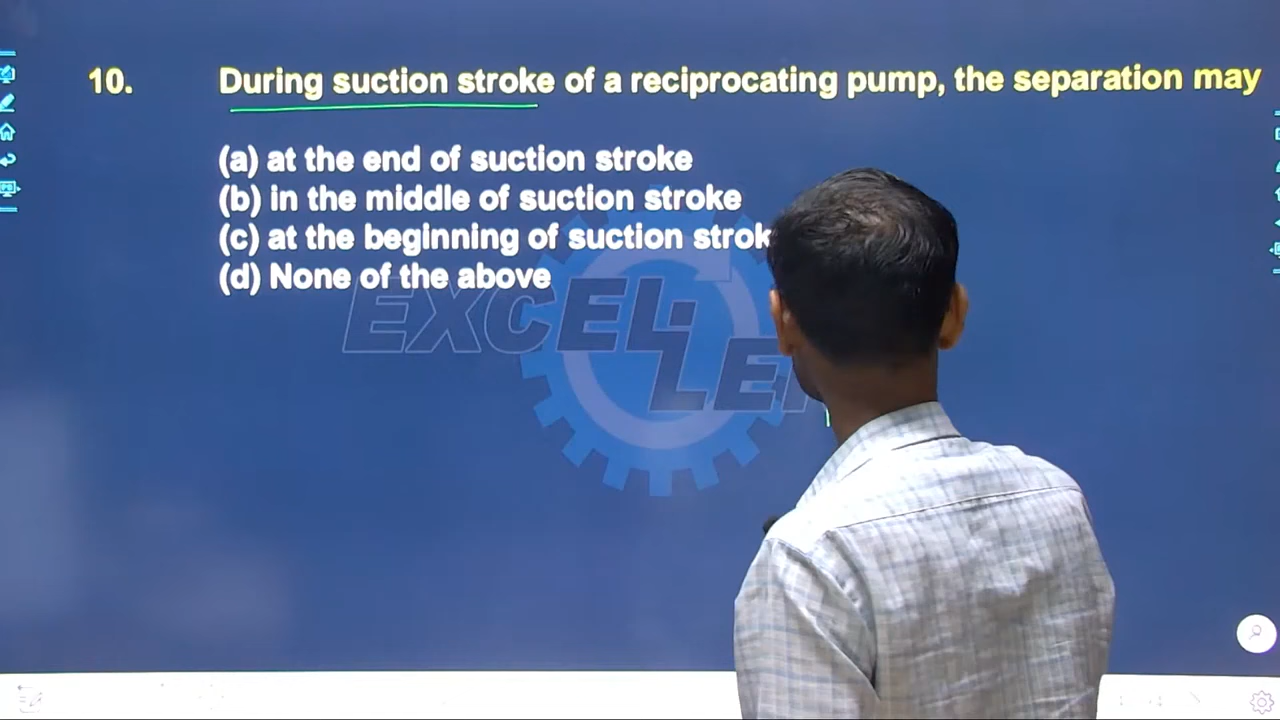 10. During suction stroke of a reciprocating pump, the separation may
(a) at the end of suction stroke
(b) in the middle of suction stroke
(c) at the beginning of suction
(d) None of the above
EXCEL